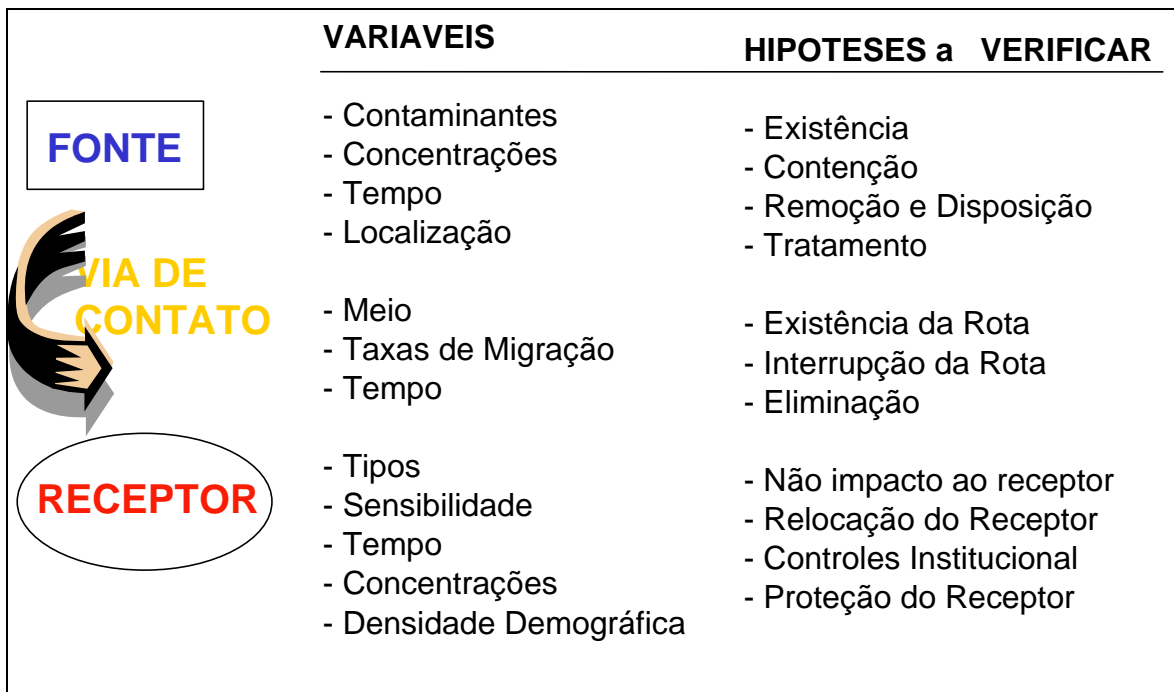 VARIAVEIS
HIPOTESES a VERIFICAR
FONTE
- Contaminantes
- Concentrações
- Tempo
- Localização
- Existência
- Contenção
- Remoção e Disposição
- Tratamento
VIA DE
CONTATO
- Meio
- Taxas de Migração
- Tempo
- Existência da Rota
- Interrupção da Rota
- Eliminação
RECEPTOR
- Tipos
- Sensibilidade
- Tempo
- Concentrações
- Densidade Demográfica
- Não impacto ao receptor
- Relocação do Receptor
- Controles Institucional
- Proteção do Receptor